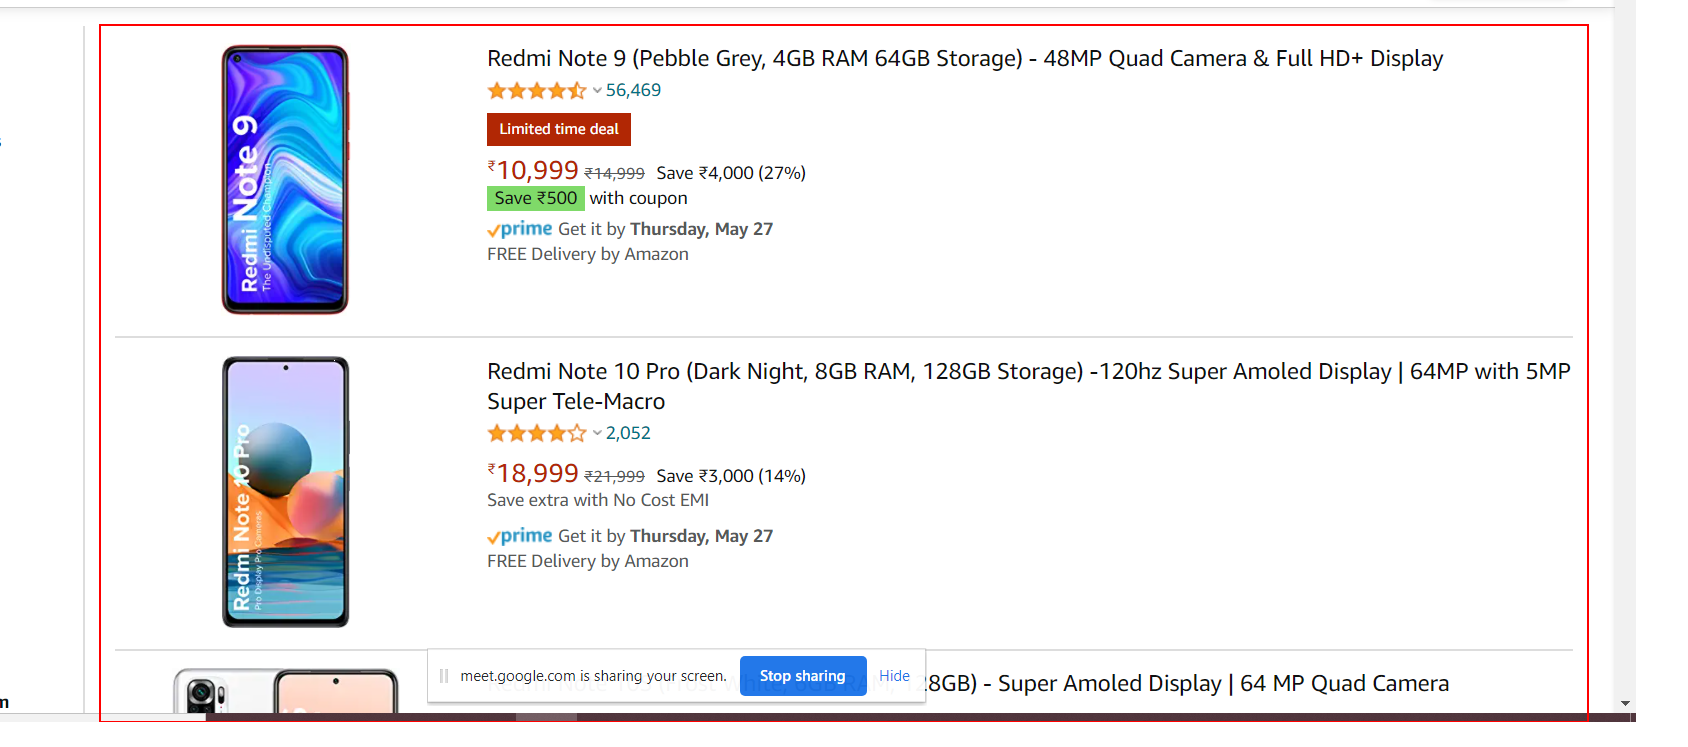 Redmi Note 9 (Pebble Grey, 4GB RAM 64GB Storage) - 48MP Quad Camera & Full HD+ Display
56,469
Limited time deal
₹10,999 ₹14,999 Save ₹4,000 (27%)
Save ₹500 with coupon
prime Get it by Thursday, May 27
FREE Delivery by Amazon
Redmi Note 9
The Undisputed Champion
Redmi Note 10 Pro (Dark Night, 8GB RAM, 128GB Storage) -120hz Super Amoled Display | 64MP with 5MP
Super Tele-Macro
2,052
₹18,999 ₹21,999 Save ₹3,000 (14%)
Save extra with No Cost EMI
prime Get it by Thursday, May 27
FREE Delivery by Amazon
Redmi Note 10 Pro
Pro Display Pro Cameras
meet.google.com is sharing your screen. Stop sharing Hide
28GB) - Super Amoled Display | 64 MP Quad Camera